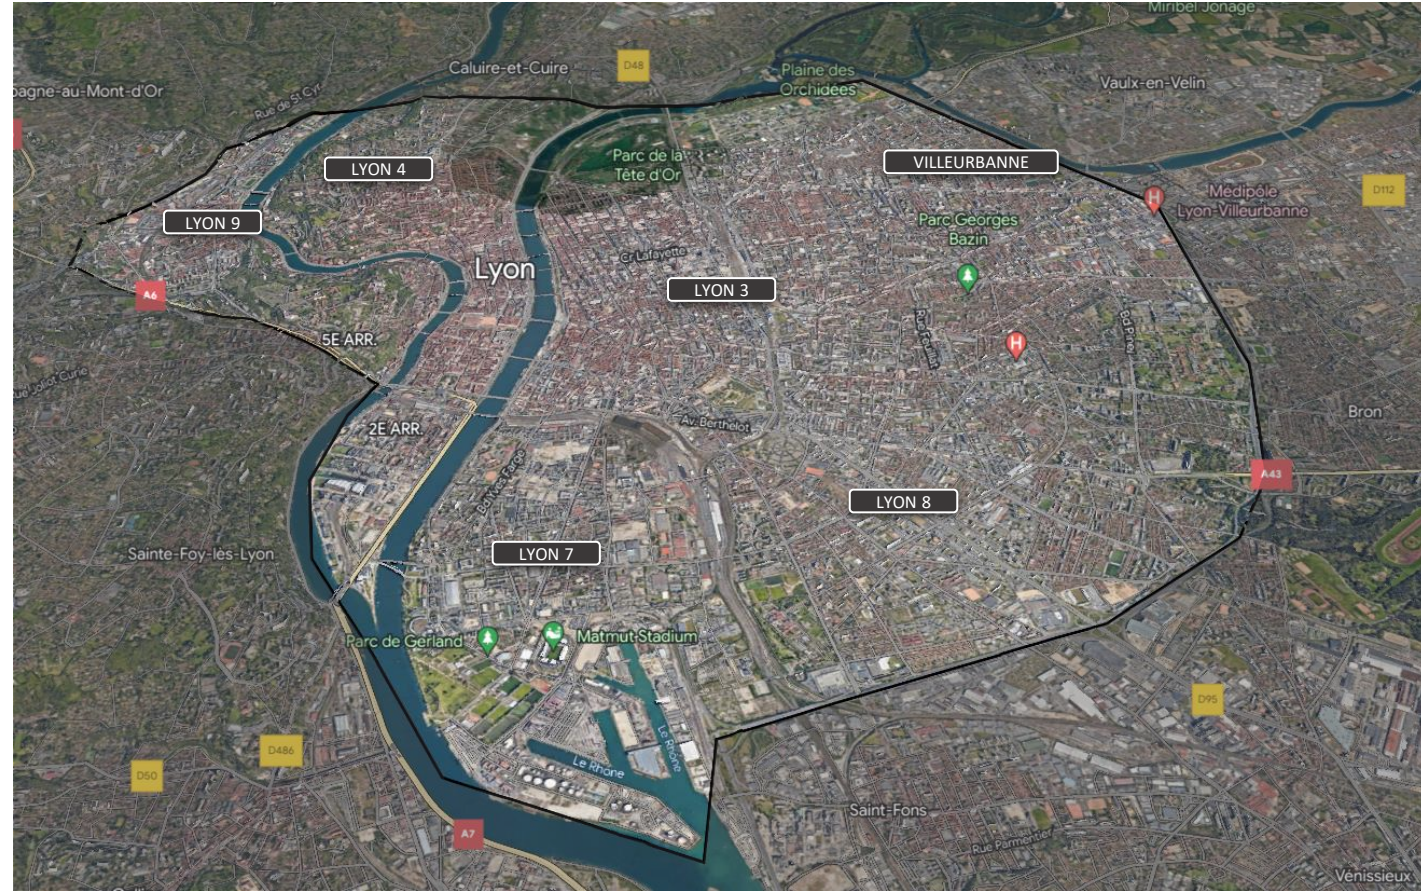 Miribel Jonage
Caluire-et-Cuire
D48
Plaine des
Orchidées
Vaulx-en-Velin
pagne-au-Mont-d'Or
Rue de St Cyr
LYON 4
Parc de la
Tête d'Or
VILLEURBANNE
Médipôle
Lyon-Villeurbanne
D112
H
LYON 9
Parc Georges
Bazin
Cr Lafayette
Lyon
LYON 3
A6
5E ARR.
H
Bd Pinel
Bron
2E ARR.
Av. Berthelot
A43
LYON 8
Sainte-Foy-lès-Lyon
LYON 7
Parc de Gerland
Matmut Stadium
D95
D486
Le Rhône
Le Rhône
D50
Saint-Fons
A7
Rue Parmentier
Vénissieux